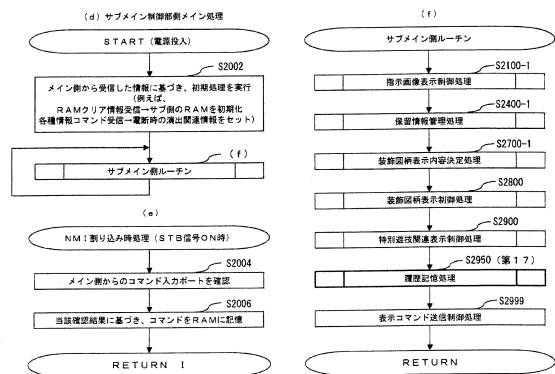 (d) サブメイン制御部側メイン処理
START(電源投入)
S2002
メイン側から受信した情報に基づき、初期処理を実行
(例えば、
RAMクリア情報受信→サブ側のRAMを初期化
各種情報コマンド受信→電断時の演出関連情報をセット)
(f)
サブメイン側ルーチン
(e)
NMI割り込み時処理(STB信号ON時)
S2004
メイン側からのコマンド入力ポートを確認
S2006
当該確認結果に基づき、コマンドをRAMに記憶
RETURN I
(f)
サブメイン側ルーチン
S2100-1
指示画像表示制御処理
S2400-1
保留情報管理処理
S2700-1
装飾図柄表示内容決定処理
S2800
装飾図柄表示制御処理
S2900
特別遊技関連表示制御処理
S2950(第17)
履歴記憶処理
S2999
表示コマンド送信制御処理
RETURN